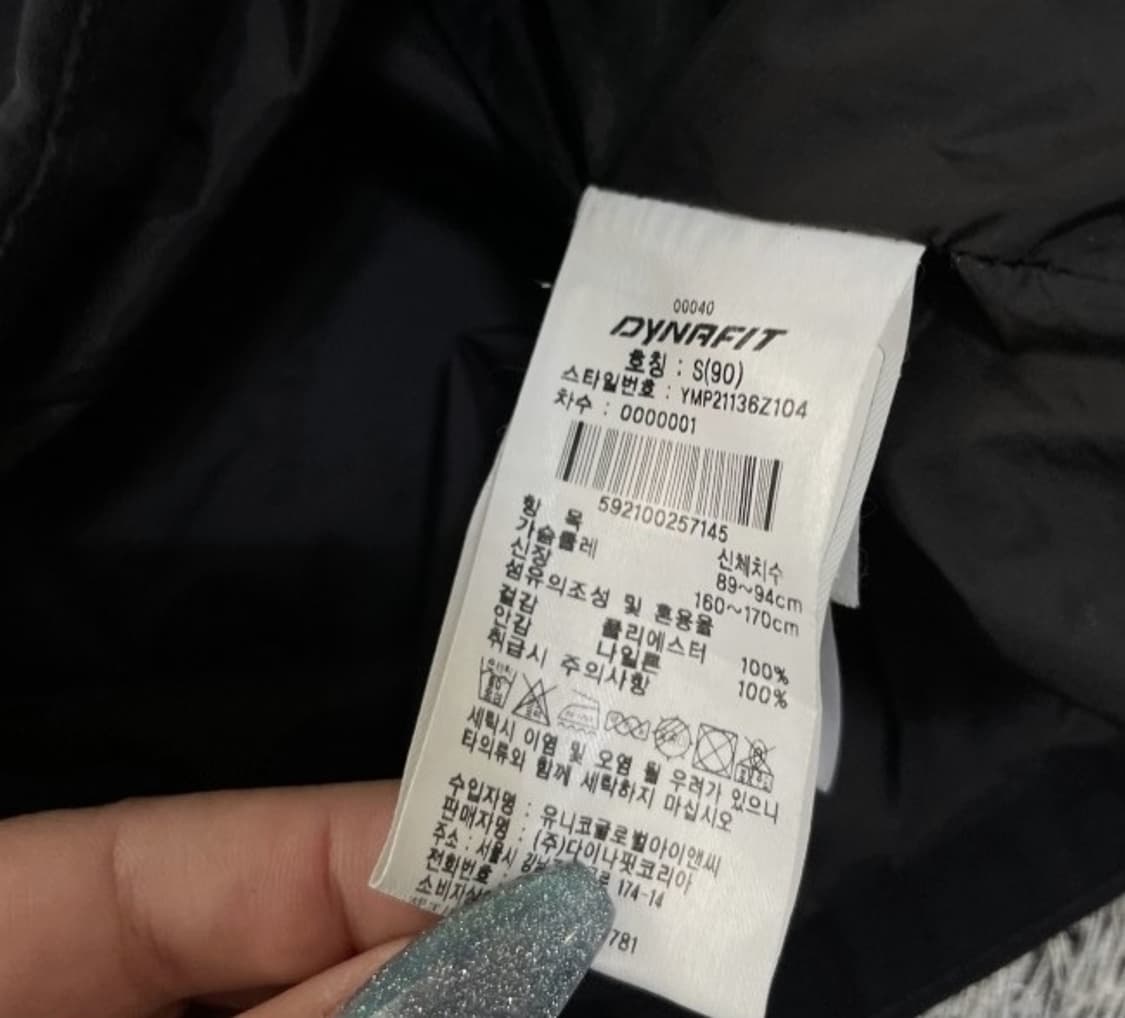 00040
DYNAFIT
호칭 : S(90)
스타일번호 : YMP21136Z104
차수 : 0000001
592100257145
항 목 신체치수
가슴둘레 89~94cm
신장 160~170cm
섬유의조성 및 혼용율
겉감 폴리에스터 100%
안감 나일론 100%
취급시 주의사항
세탁시 이염 및 오염 될 우려가 있으니
타의류와 함께 세탁하지 마십시오
수입자명 : 유니코글로벌아이앤씨
판매자명 : (주)다이나핏코리아
주소 : 서울시 174-14
전화번호 :
781